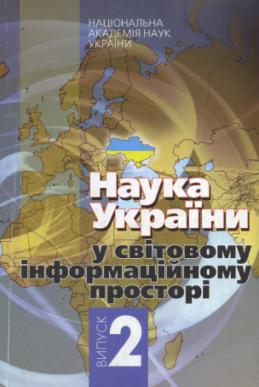 НАЦІОНАЛЬНА
АКАДЕМІЯ НАУК
УКРАЇНИ
Наука
України
у світовому
інформаційному
просторі
ВИПУСК
2